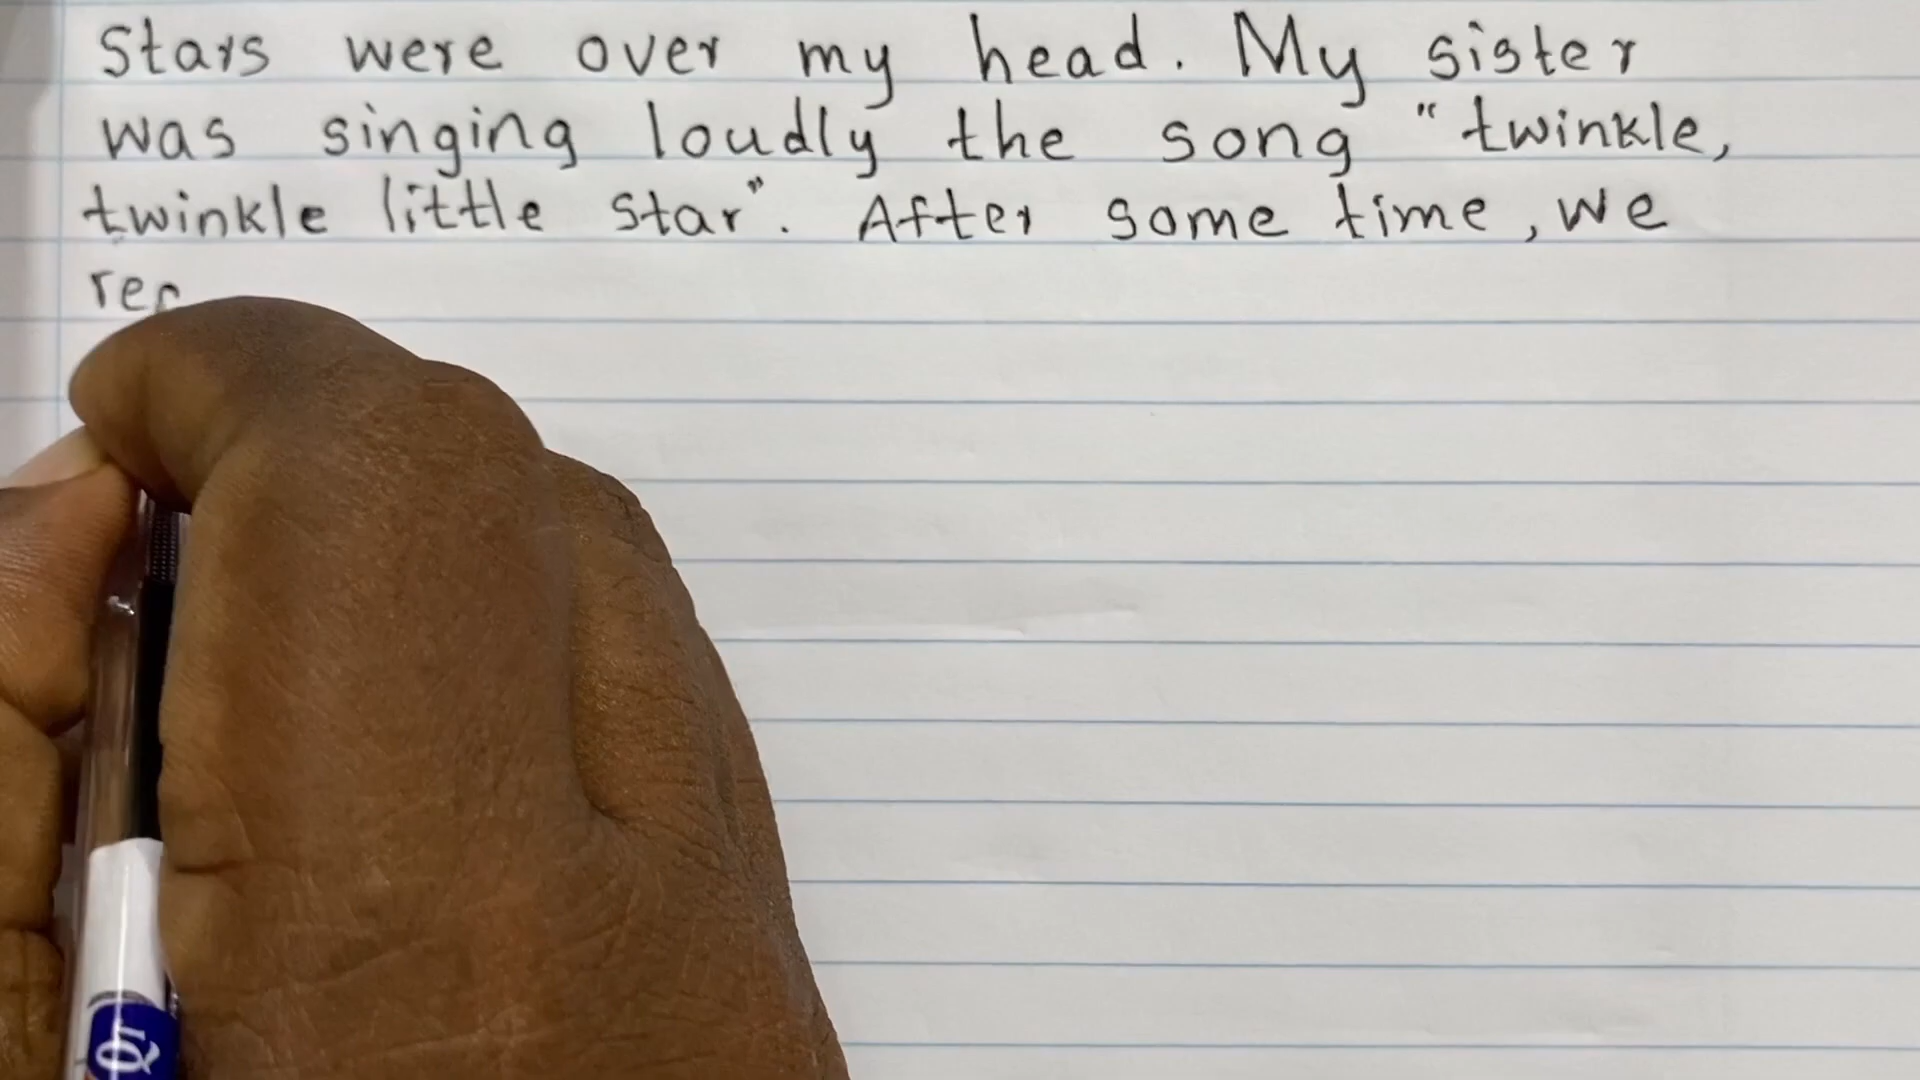 Stars were over my head. My sister
was singing loudly the song "twinkle,
twinkle little star". After some time, we